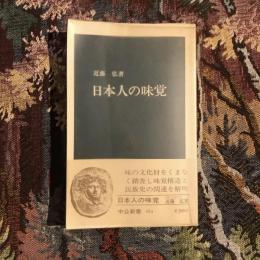 近藤 弘著
日本人の味覚
味の文化財をくまな
く踏査し味覚構造と
民族史の関連を解明
日本人の味覚 近藤 弘著
中公新書